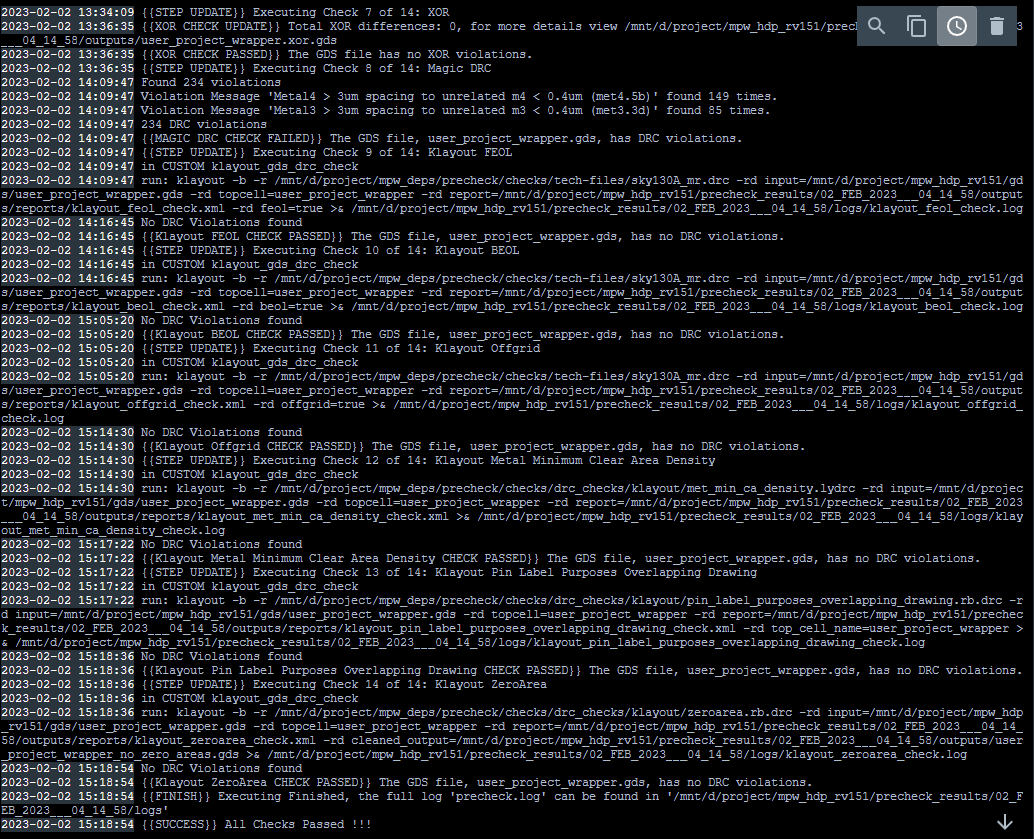 2023-02-02 13:34:09 {{STEP UPDATE}} Executing Check 7 of 14: XOR
2023-02-02 13:36:35 {{XOR CHECK UPDATE}} Total XOR differences: 0, for more details view /mnt/d/project/mpw_hdp_rv151/prec 3
___04_14_58/outputs/user_project_wrapper.xor.gds
2023-02-02 13:36:35 {{XOR CHECK PASSED}} The GDS file has no XOR violations.
2023-02-02 13:36:35 {{STEP UPDATE}} Executing Check 8 of 14: Magic DRC
2023-02-02 14:09:47 Found 234 violations
2023-02-02 14:09:47 Violation Message 'Metal4 > 3um spacing to unrelated m4 < 0.4um (met4.5b)' found 149 times.
2023-02-02 14:09:47 Violation Message 'Metal3 > 3um spacing to unrelated m3 < 0.4um (met3.3d)' found 85 times.
2023-02-02 14:09:47 234 DRC violations
2023-02-02 14:09:47 {{MAGIC DRC CHECK FAILED}} The GDS file, user_project_wrapper.gds, has DRC violations.
2023-02-02 14:09:47 {{STEP UPDATE}} Executing Check 9 of 14: Klayout FEOL
2023-02-02 14:09:47 in CUSTOM klayout_gds_drc_check
2023-02-02 14:09:47 run: klayout -b -r /mnt/d/project/mpw_deps/precheck/checks/tech-files/sky130A_mr.drc -rd input=/mnt/d/project/mpw_hdp_rv151/gd
s/user_project_wrapper.gds -rd topcell=user_project_wrapper -rd report=/mnt/d/project/mpw_hdp_rv151/precheck_results/02_FEB_2023___04_14_58/output
s/reports/klayout_feol_check.xml -rd feol=true >& /mnt/d/project/mpw_hdp_rv151/precheck_results/02_FEB_2023___04_14_58/logs/klayout_feol_check.log
2023-02-02 14:16:45 No DRC Violations found
2023-02-02 14:16:45 {{Klayout FEOL CHECK PASSED}} The GDS file, user_project_wrapper.gds, has no DRC violations.
2023-02-02 14:16:45 {{STEP UPDATE}} Executing Check 10 of 14: Klayout BEOL
2023-02-02 14:16:45 in CUSTOM klayout_gds_drc_check
2023-02-02 14:16:45 run: klayout -b -r /mnt/d/project/mpw_deps/precheck/checks/tech-files/sky130A_mr.drc -rd input=/mnt/d/project/mpw_hdp_rv151/gd
s/user_project_wrapper.gds -rd topcell=user_project_wrapper -rd report=/mnt/d/project/mpw_hdp_rv151/precheck_results/02_FEB_2023___04_14_58/output
s/reports/klayout_beol_check.xml -rd beol=true >& /mnt/d/project/mpw_hdp_rv151/precheck_results/02_FEB_2023___04_14_58/logs/klayout_beol_check.log
2023-02-02 15:05:20 No DRC Violations found
2023-02-02 15:05:20 {{Klayout BEOL CHECK PASSED}} The GDS file, user_project_wrapper.gds, has no DRC violations.
2023-02-02 15:05:20 {{STEP UPDATE}} Executing Check 11 of 14: Klayout Offgrid
2023-02-02 15:05:20 in CUSTOM klayout_gds_drc_check
2023-02-02 15:05:20 run: klayout -b -r /mnt/d/project/mpw_deps/precheck/checks/tech-files/sky130A_mr.drc -rd input=/mnt/d/project/mpw_hdp_rv151/gd
s/user_project_wrapper.gds -rd topcell=user_project_wrapper -rd report=/mnt/d/project/mpw_hdp_rv151/precheck_results/02_FEB_2023___04_14_58/output
s/reports/klayout_offgrid_check.xml -rd offgrid=true >& /mnt/d/project/mpw_hdp_rv151/precheck_results/02_FEB_2023___04_14_58/logs/klayout_offgrid_
check.log
2023-02-02 15:14:30 No DRC Violations found
2023-02-02 15:14:30 {{Klayout Offgrid CHECK PASSED}} The GDS file, user_project_wrapper.gds, has no DRC violations.
2023-02-02 15:14:30 {{STEP UPDATE}} Executing Check 12 of 14: Klayout Metal Minimum Clear Area Density
2023-02-02 15:14:30 in CUSTOM klayout_gds_drc_check
2023-02-02 15:14:30 run: klayout -b -r /mnt/d/project/mpw_deps/precheck/checks/drc_checks/klayout/met_min_ca_density.lydrc -rd input=/mnt/d/projec
t/mpw_hdp_rv151/gds/user_project_wrapper.gds -rd topcell=user_project_wrapper -rd report=/mnt/d/project/mpw_hdp_rv151/precheck_results/02_FEB_2023
___04_14_58/outputs/reports/klayout_met_min_ca_density_check.xml >& /mnt/d/project/mpw_hdp_rv151/precheck_results/02_FEB_2023___04_14_58/logs/klay
out_met_min_ca_density_check.log
2023-02-02 15:17:22 No DRC Violations found
2023-02-02 15:17:22 {{Klayout Metal Minimum Clear Area Density CHECK PASSED}} The GDS file, user_project_wrapper.gds, has no DRC violations.
2023-02-02 15:17:22 {{STEP UPDATE}} Executing Check 13 of 14: Klayout Pin Label Purposes Overlapping Drawing
2023-02-02 15:17:22 in CUSTOM klayout_gds_drc_check
2023-02-02 15:17:22 run: klayout -b -r /mnt/d/project/mpw_deps/precheck/checks/drc_checks/klayout/pin_label_purposes_overlapping_drawing.rb.drc -r
d input=/mnt/d/project/mpw_hdp_rv151/gds/user_project_wrapper.gds -rd topcell=user_project_wrapper -rd report=/mnt/d/project/mpw_hdp_rv151/prechec
k_results/02_FEB_2023___04_14_58/outputs/reports/klayout_pin_label_purposes_overlapping_drawing_check.xml -rd top_cell_name=user_project_wrapper >
& /mnt/d/project/mpw_hdp_rv151/precheck_results/02_FEB_2023___04_14_58/logs/klayout_pin_label_purposes_overlapping_drawing_check.log
2023-02-02 15:18:36 No DRC Violations found
2023-02-02 15:18:36 {{Klayout Pin Label Purposes Overlapping Drawing CHECK PASSED}} The GDS file, user_project_wrapper.gds, has no DRC violations.
2023-02-02 15:18:36 {{STEP UPDATE}} Executing Check 14 of 14: Klayout ZeroArea
2023-02-02 15:18:36 in CUSTOM klayout_gds_drc_check
2023-02-02 15:18:36 run: klayout -b -r /mnt/d/project/mpw_deps/precheck/checks/drc_checks/klayout/zeroarea.rb.drc -rd input=/mnt/d/project/mpw_hdp
_rv151/gds/user_project_wrapper.gds -rd topcell=user_project_wrapper -rd report=/mnt/d/project/mpw_hdp_rv151/precheck_results/02_FEB_2023___04_14_
58/outputs/reports/klayout_zeroarea_check.xml -rd cleaned_output=/mnt/d/project/mpw_hdp_rv151/precheck_results/02_FEB_2023___04_14_58/outputs/user
_project_wrapper_no_zero_areas.gds >& /mnt/d/project/mpw_hdp_rv151/precheck_results/02_FEB_2023___04_14_58/logs/klayout_zeroarea_check.log
2023-02-02 15:18:54 No DRC Violations found
2023-02-02 15:18:54 {{Klayout ZeroArea CHECK PASSED}} The GDS file, user_project_wrapper.gds, has no DRC violations.
2023-02-02 15:18:54 {{FINISH}} Executing Finished, the full log 'precheck.log' can be found in '/mnt/d/project/mpw_hdp_rv151/precheck_results/02_F
EB_2023___04_14_58/logs'
2023-02-02 15:18:54 {{SUCCESS}} All Checks Passed !!!